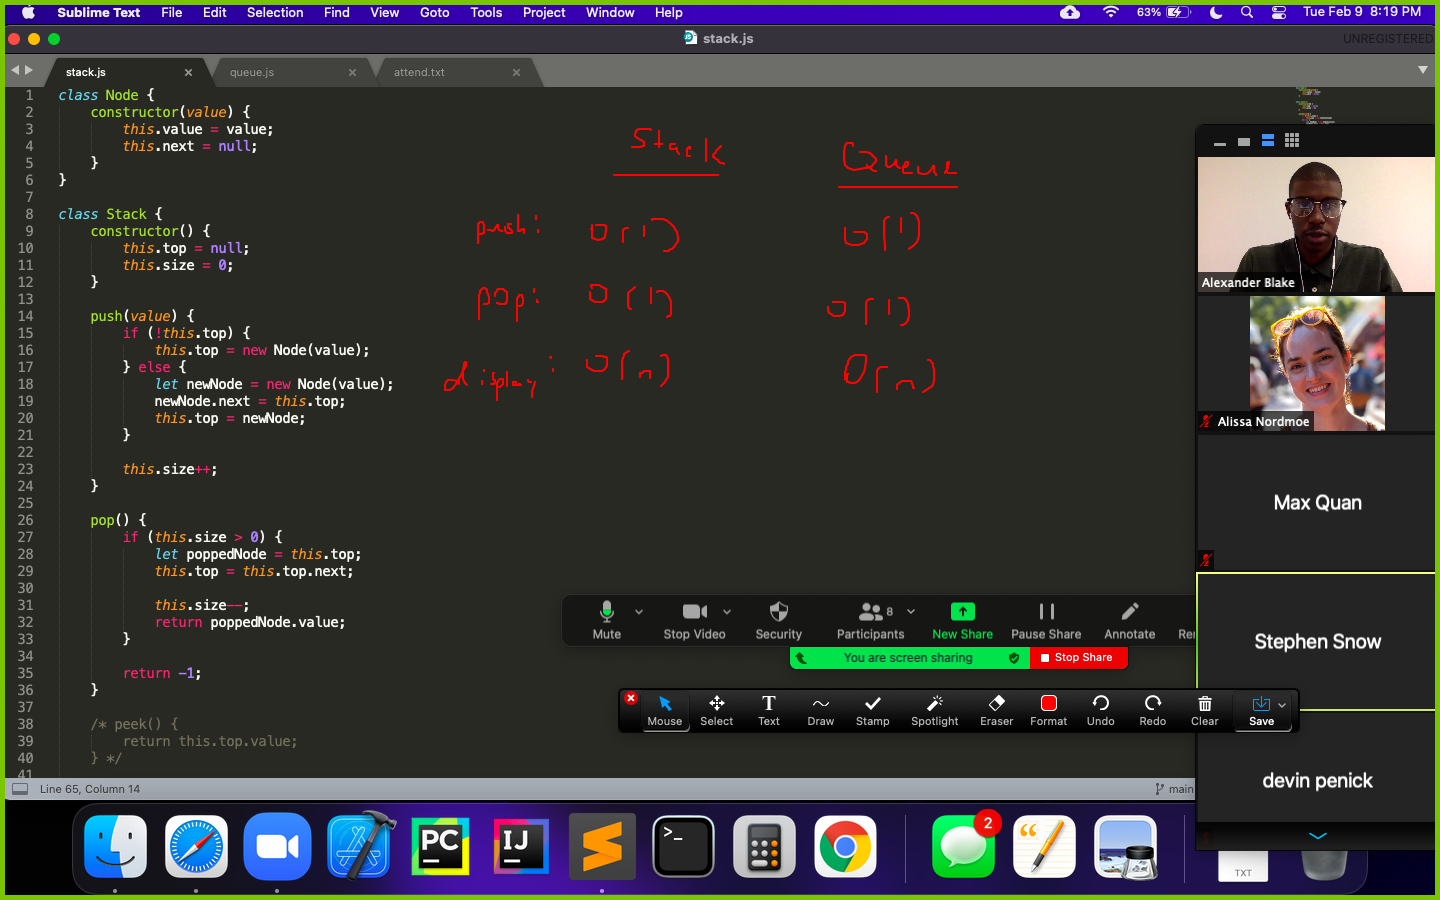 Sublime Text File Edit Selection Find View Goto Tools Project Window Help 63% Tue Feb 9 8:19 PM
stack.js UNREGISTERED
stack.js × queue.js × attend.txt ×
1 class Node {
2 constructor(value) {
3 this.value = value;
4 this.next = null;
5 }
6 }
7
8 class Stack {
9 constructor() {
10 this.top = null;
11 this.size = 0;
12 }
13
14 push(value) {
15 if (!this.top) {
16 this.top = new Node(value);
17 } else {
18 let newNode = new Node(value);
19 newNode.next = this.top;
20 this.top = newNode;
21 }
22
23 this.size++;
24 }
25
26 pop() {
27 if (this.size > 0) {
28 let poppedNode = this.top;
29 this.top = this.top.next;
30
31 this.size--;
32 return poppedNode.value;
33 }
34
35 return -1;
36 }
37
38 /* peek() {
39 return this.top.value;
40 } */
41
Stack Queue
push: O(1) O(1)
pop: O(1) O(1)
display: O(n) O(n)
Alexander Blake
Alissa Nordmoe
Max Quan
Stephen Snow
devin penick
Mute Stop Video Security Participants 8 New Share Pause Share Annotate
You are screen sharing Stop Share
Mouse Select Text Draw Stamp Spotlight Eraser Format Undo Redo Clear Save
Line 65, Column 14 main
PC IJ >_ 2 TXT